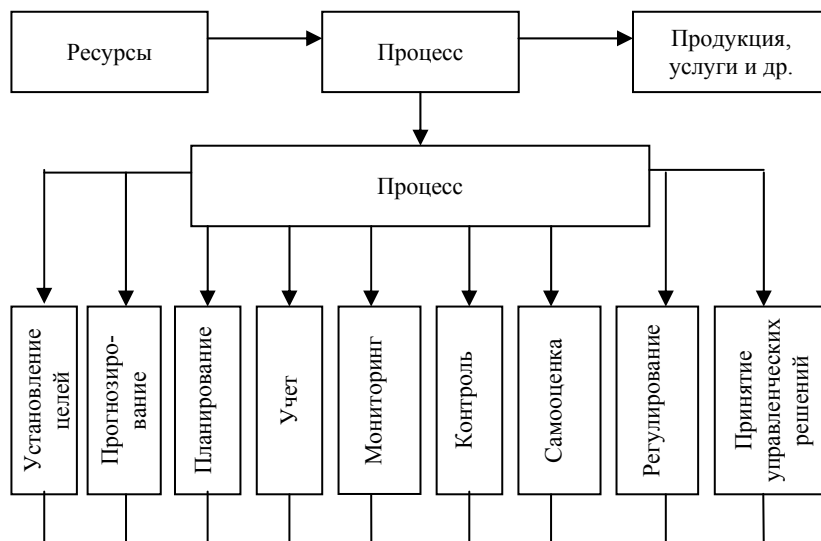 Ресурсы
Процесс
Продукция,
услуги и др.
Процесс
Установление
целей
Прогнозиро-
вание
Планирование
Учет
Мониторинг
Контроль
Самооценка
Регулирование
Принятие
управленческих
решений